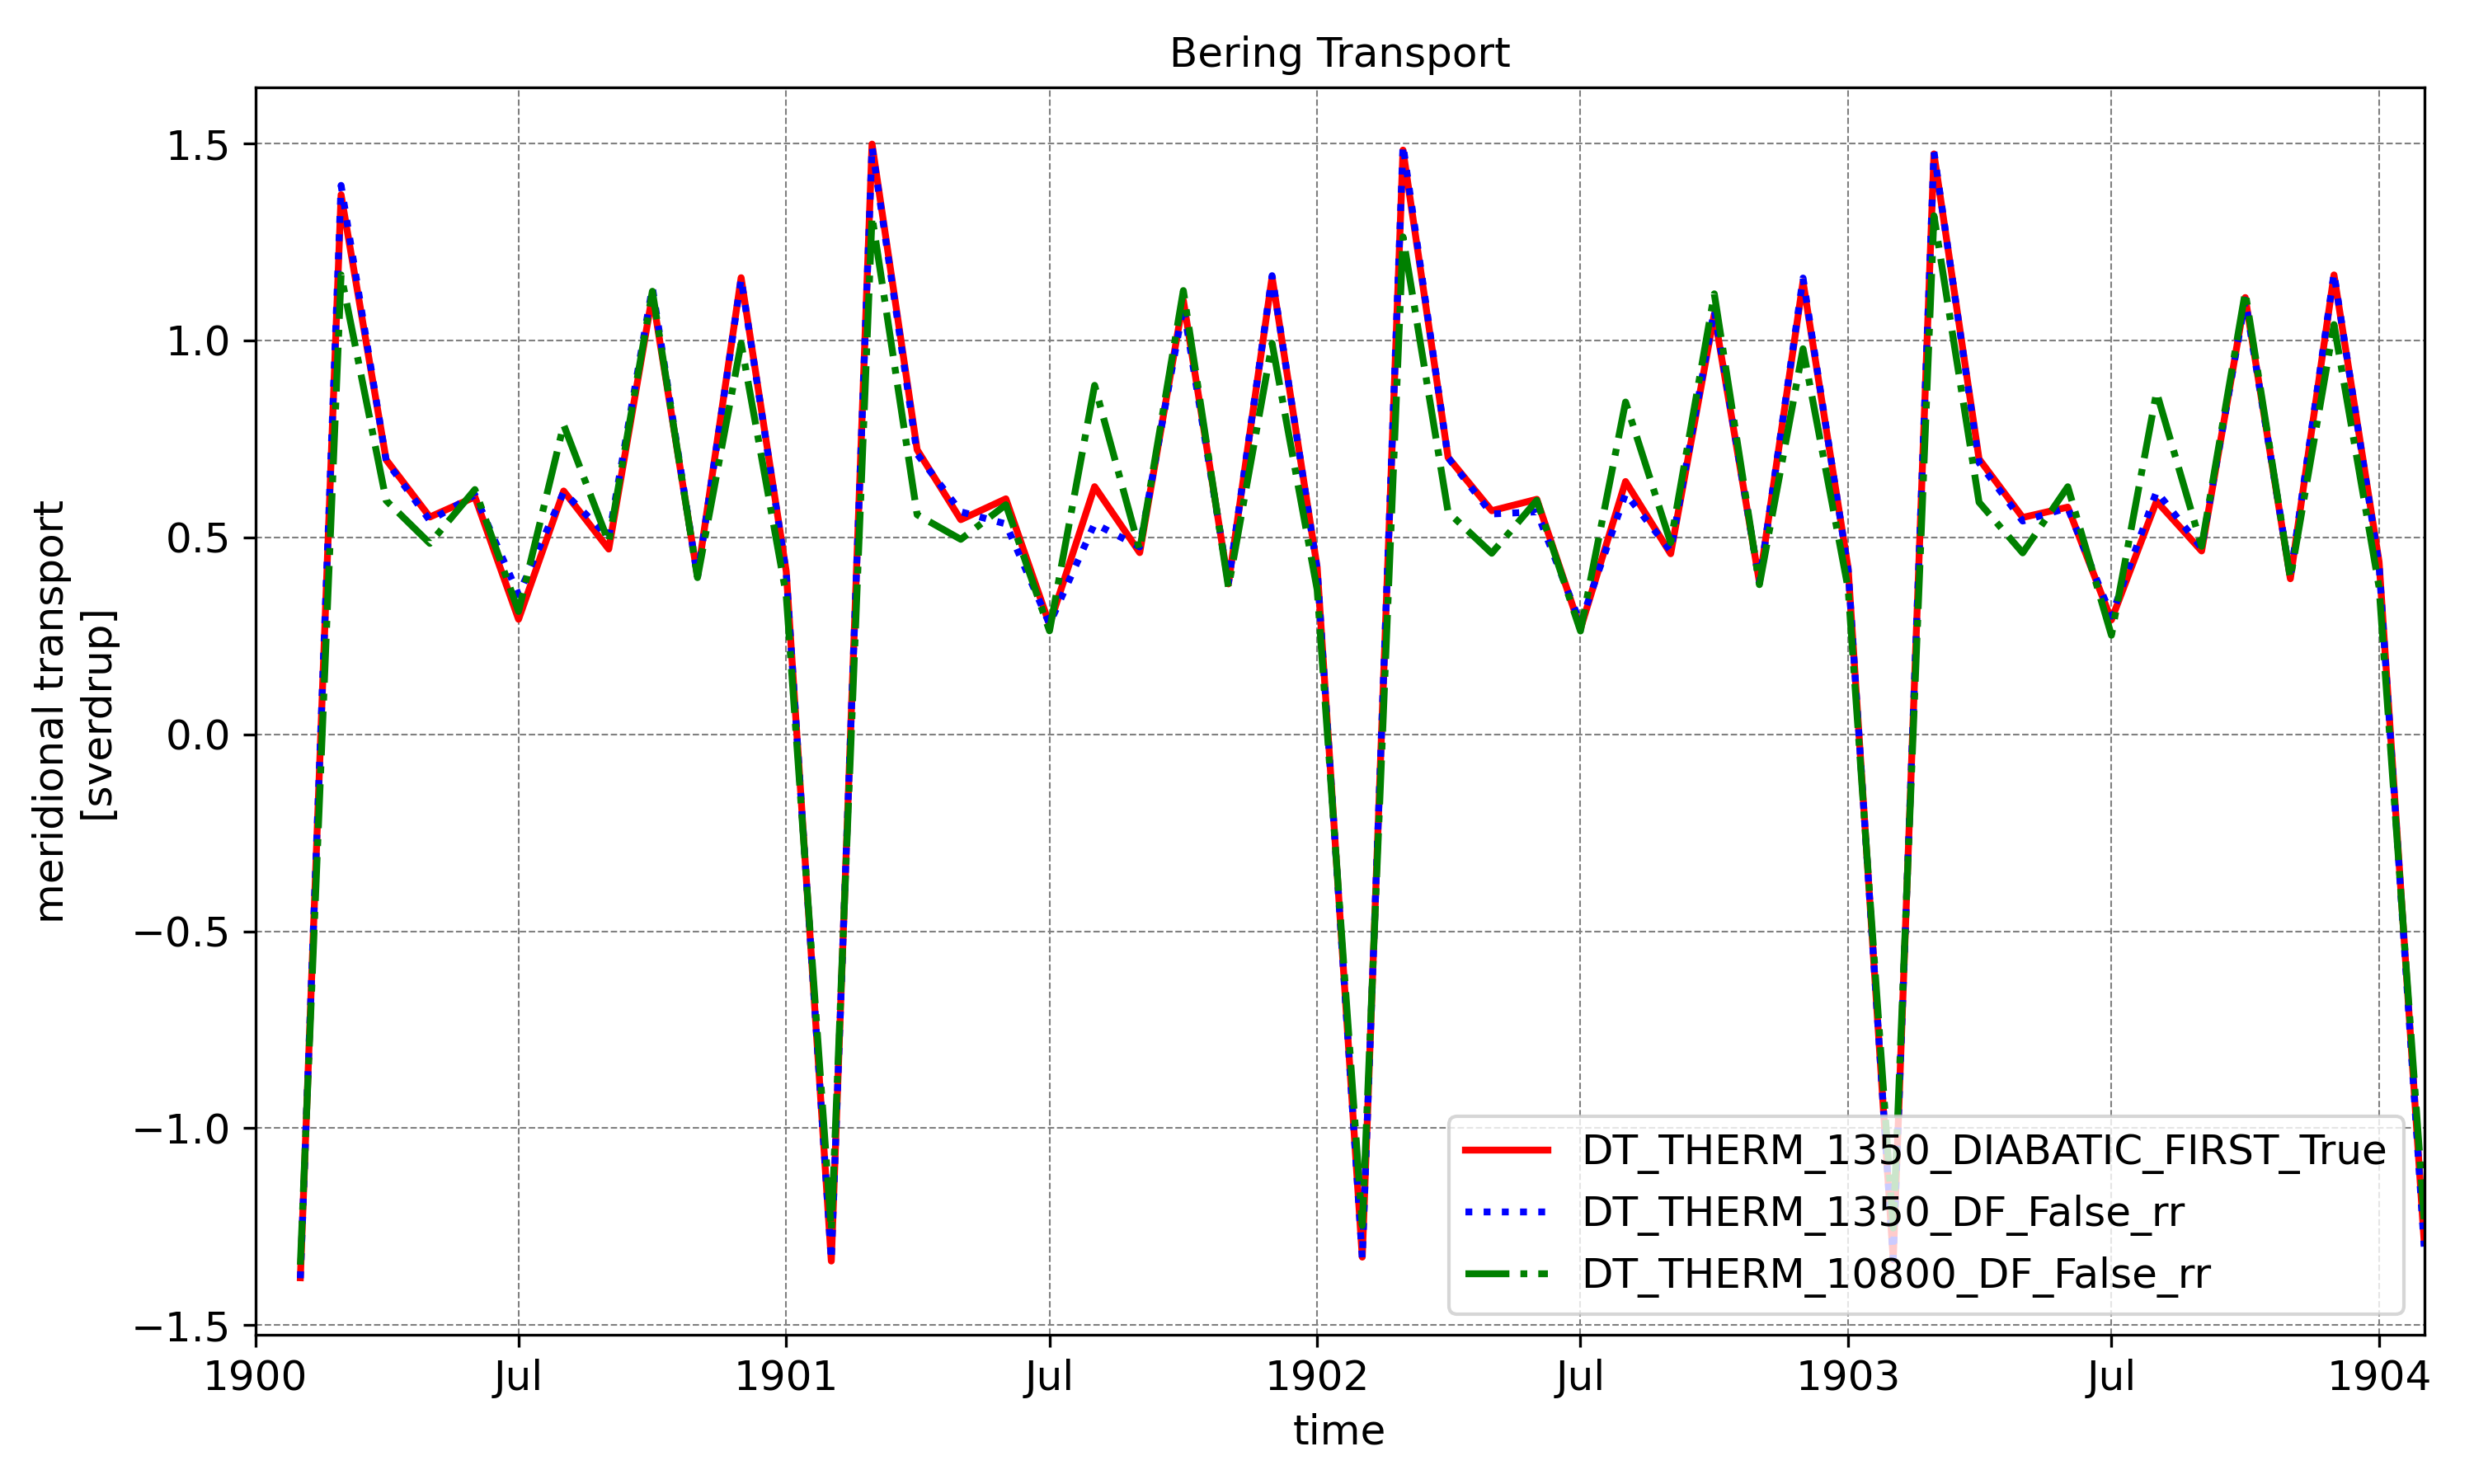 Bering Transport
meridional transport
[sverdrup]
1.5
1.0
0.5
0.0
−0.5
−1.0
−1.5
DT_THERM_1350_DIABATIC_FIRST_True
DT_THERM_1350_DF_False_rr
DT_THERM_10800_DF_False_rr
1900 Jul 1901 Jul 1902 Jul 1903 Jul 1904
time